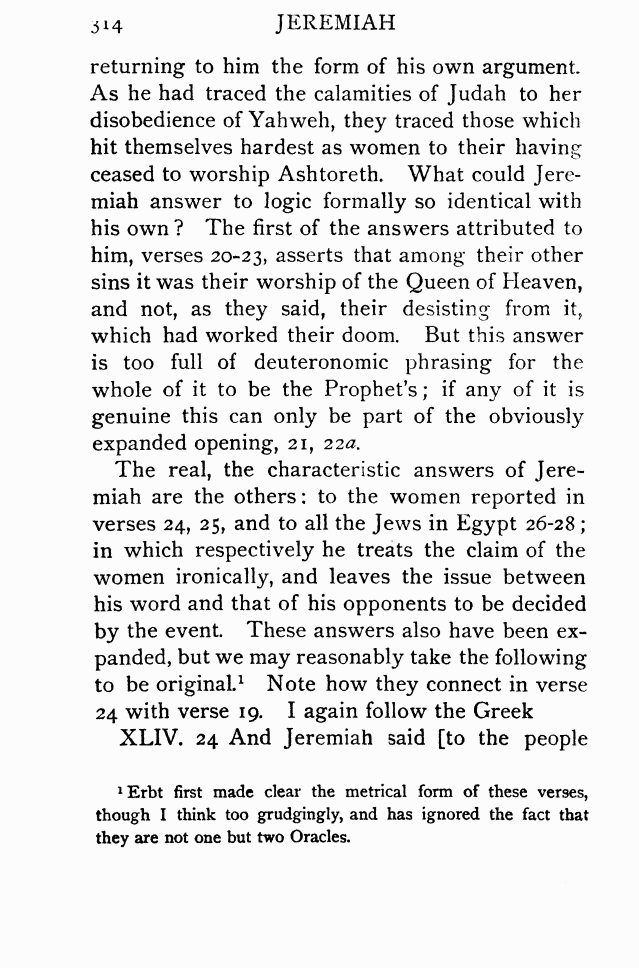 314 JEREMIAH
returning to him the form of his own argument.
As he had traced the calamities of Judah to her
disobedience of Yahweh, they traced those which
hit themselves hardest as women to their having
ceased to worship Ashtoreth. What could Jere-
miah answer to logic formally so identical with
his own? The first of the answers attributed to
him, verses 20-23, asserts that among their other
sins it was their worship of the Queen of Heaven,
and not, as they said, their desisting from it,
which had worked their doom. But this answer
is too full of deuteronomic phrasing for the
whole of it to be the Prophet's; if any of it is
genuine this can only be part of the obviously
expanded opening, 21, 22a.
The real, the characteristic answers of Jere-
miah are the others: to the women reported in
verses 24, 25, and to all the Jews in Egypt 26-28;
in which respectively he treats the claim of the
women ironically, and leaves the issue between
his word and that of his opponents to be decided
by the event. These answers also have been ex-
panded, but we may reasonably take the following
to be original.¹ Note how they connect in verse
24 with verse 19. I again follow the Greek
XLIV. 24 And Jeremiah said [to the people
¹ Erbt first made clear the metrical form of these verses,
though I think too grudgingly, and has ignored the fact that
they are not one but two Oracles.